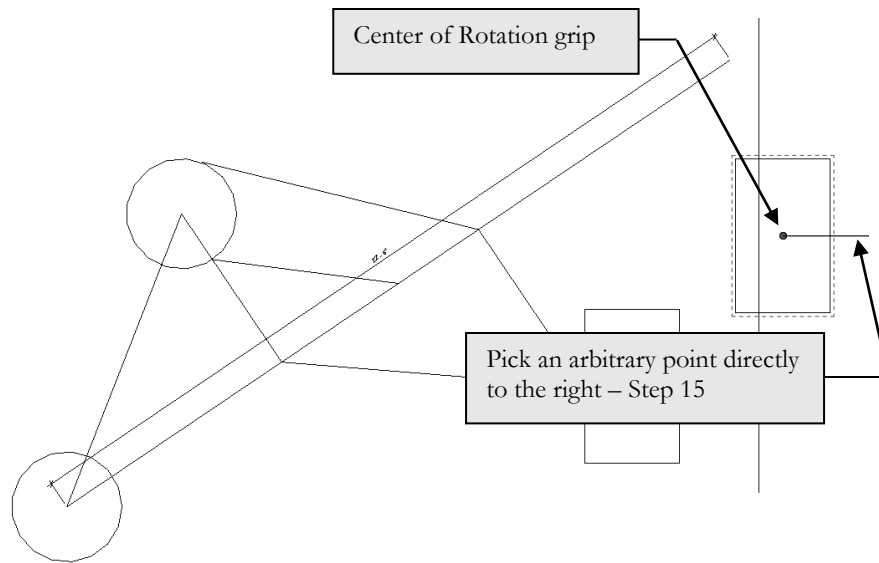 Center of Rotation grip
Pick an arbitrary point directly
to the right – Step 15